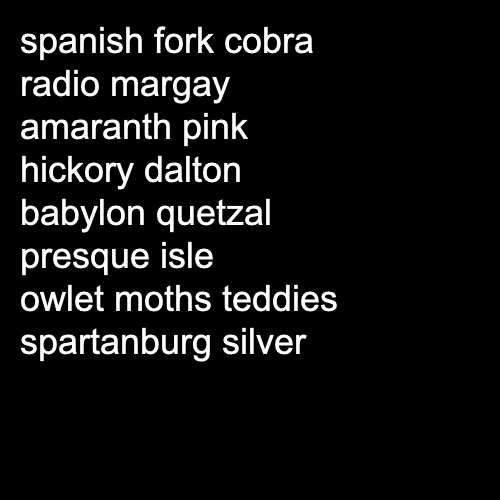 spanish fork cobra
radio margay
amaranth pink
hickory dalton
babylon quetzal
presque isle
owlet moths teddies
spartanburg silver